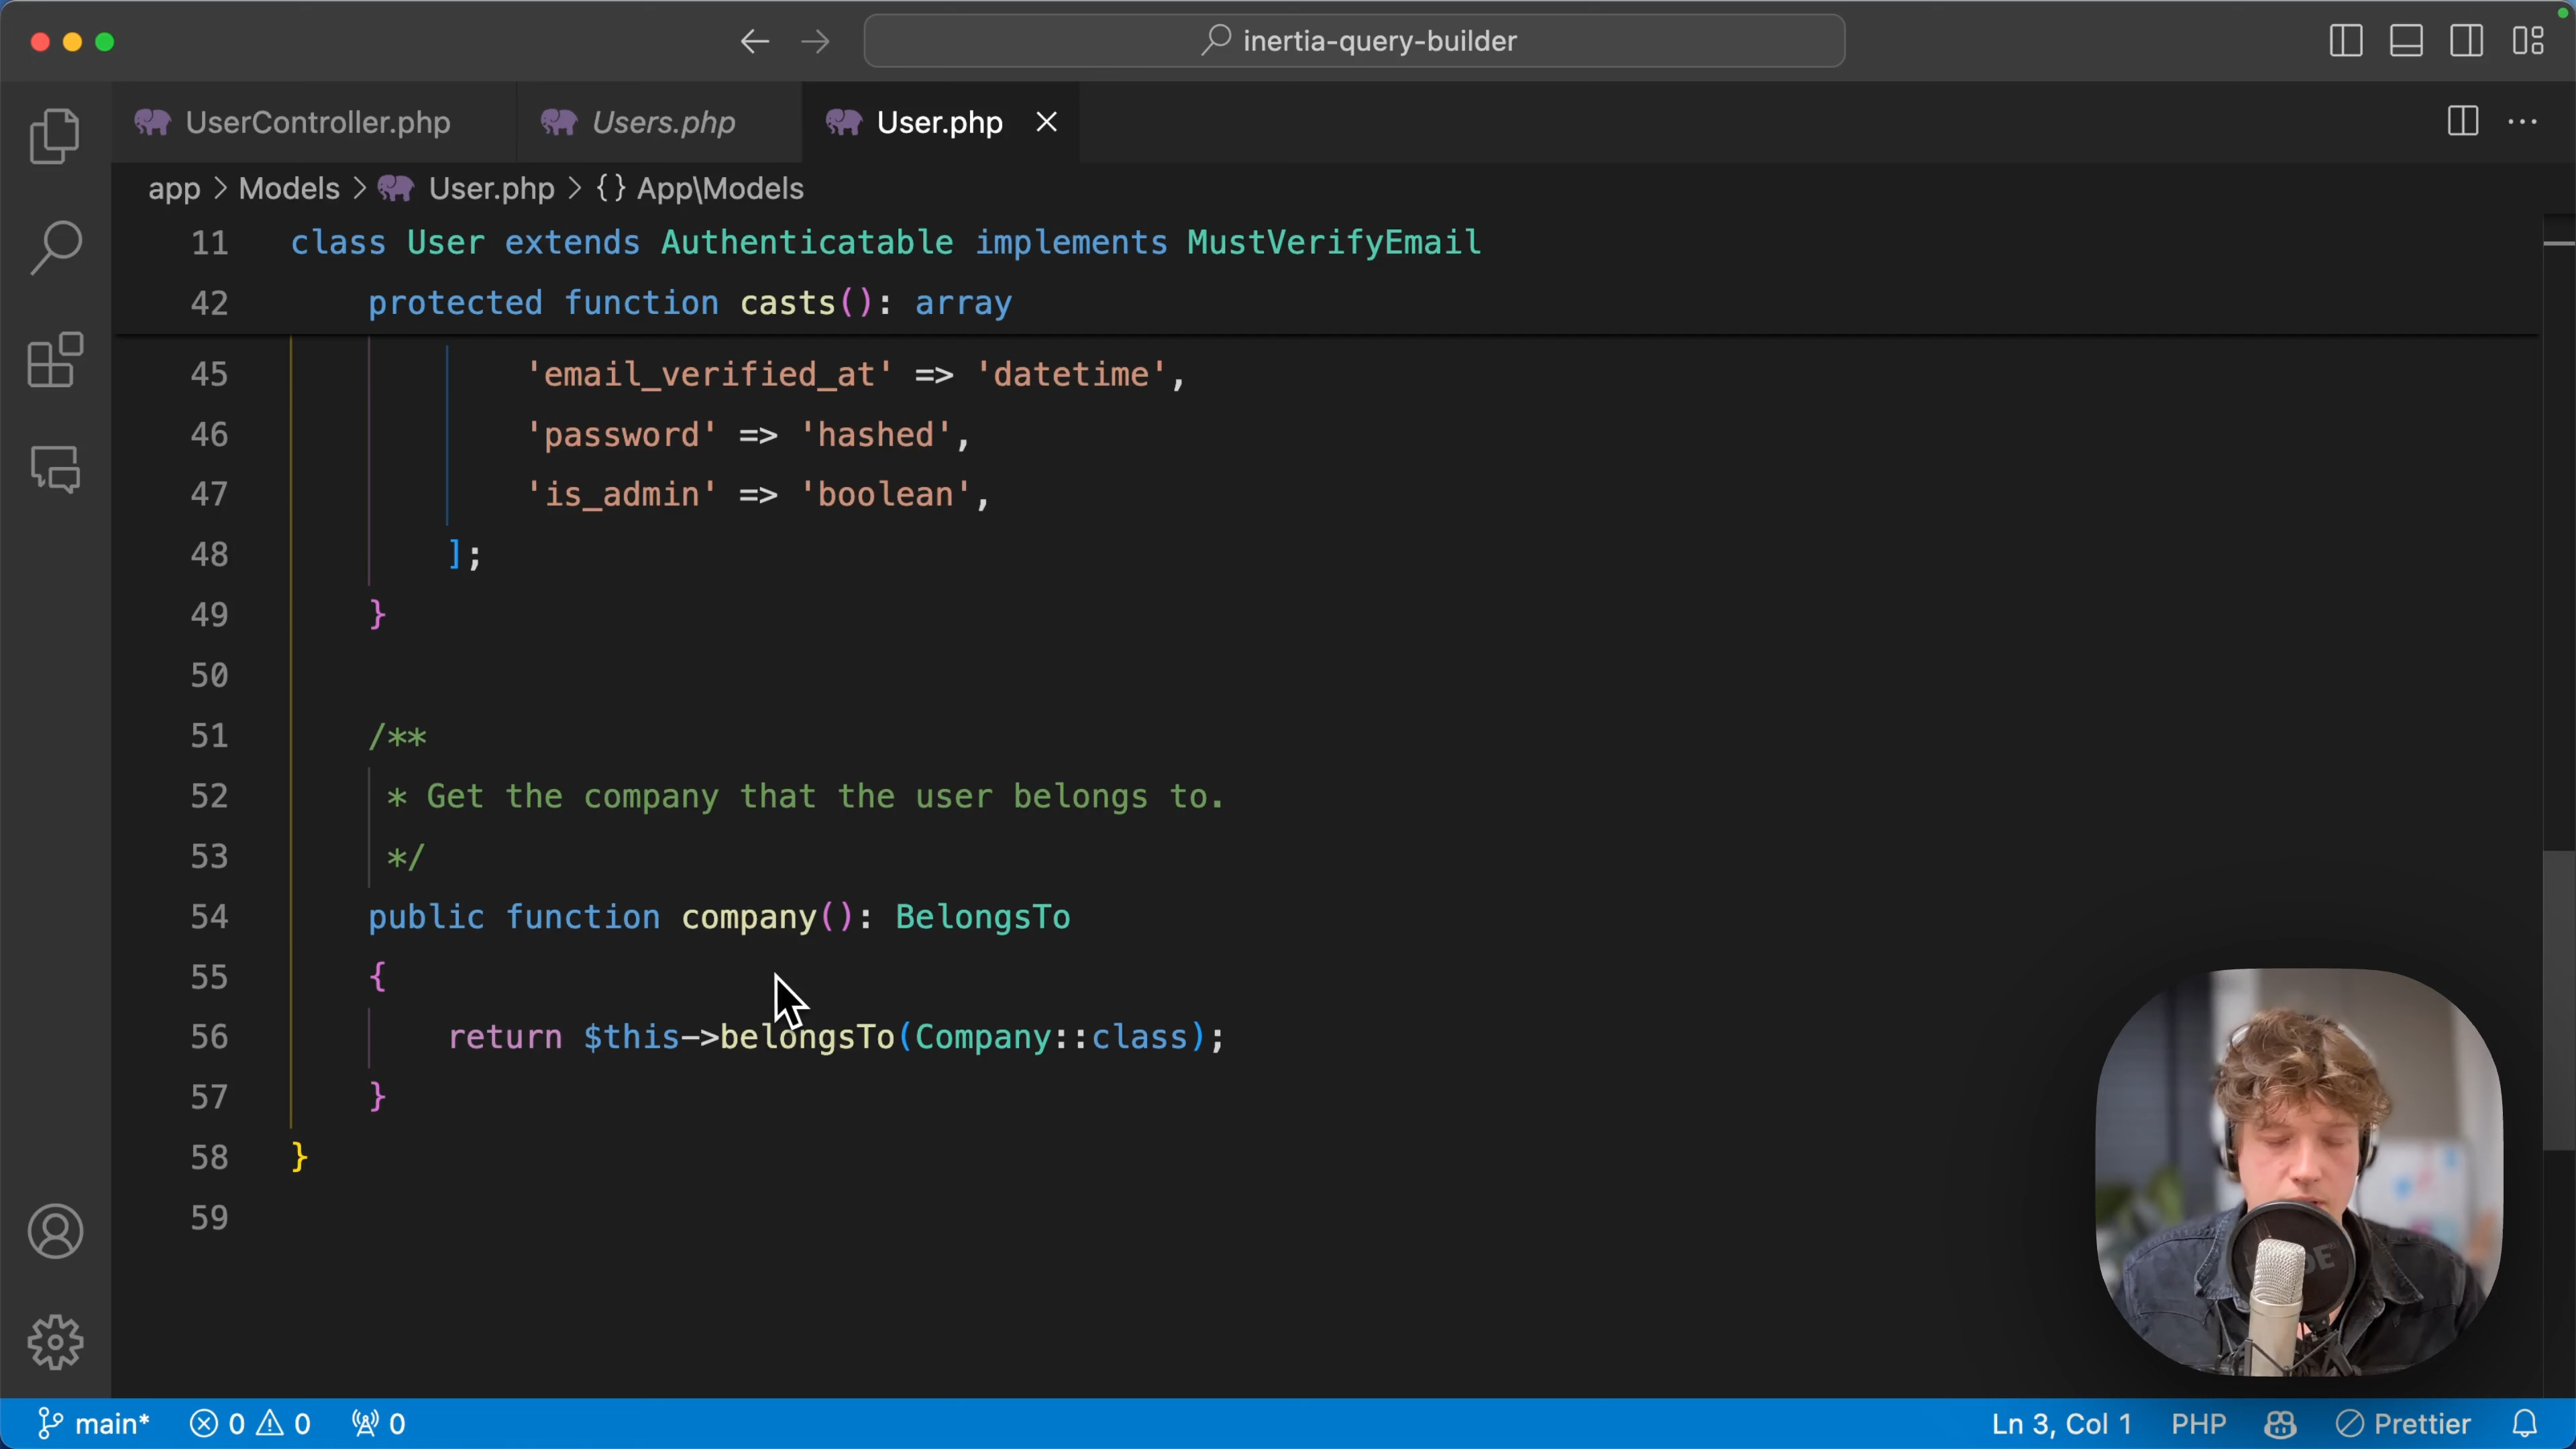 inertia-query-builder
UserController.php
Users.php
User.php
app > Models > User.php > {} App\Models
11 class User extends Authenticatable implements MustVerifyEmail
42 protected function casts(): array
45 'email_verified_at' => 'datetime',
46 'password' => 'hashed',
47 'is_admin' => 'boolean',
48 ];
49 }
50
51 /**
52 * Get the company that the user belongs to.
53 */
54 public function company(): BelongsTo
55 {
56 return $this->belongsTo(Company::class);
57 }
58 }
59
main* 0 0 0 Ln 3, Col 1 PHP Prettier